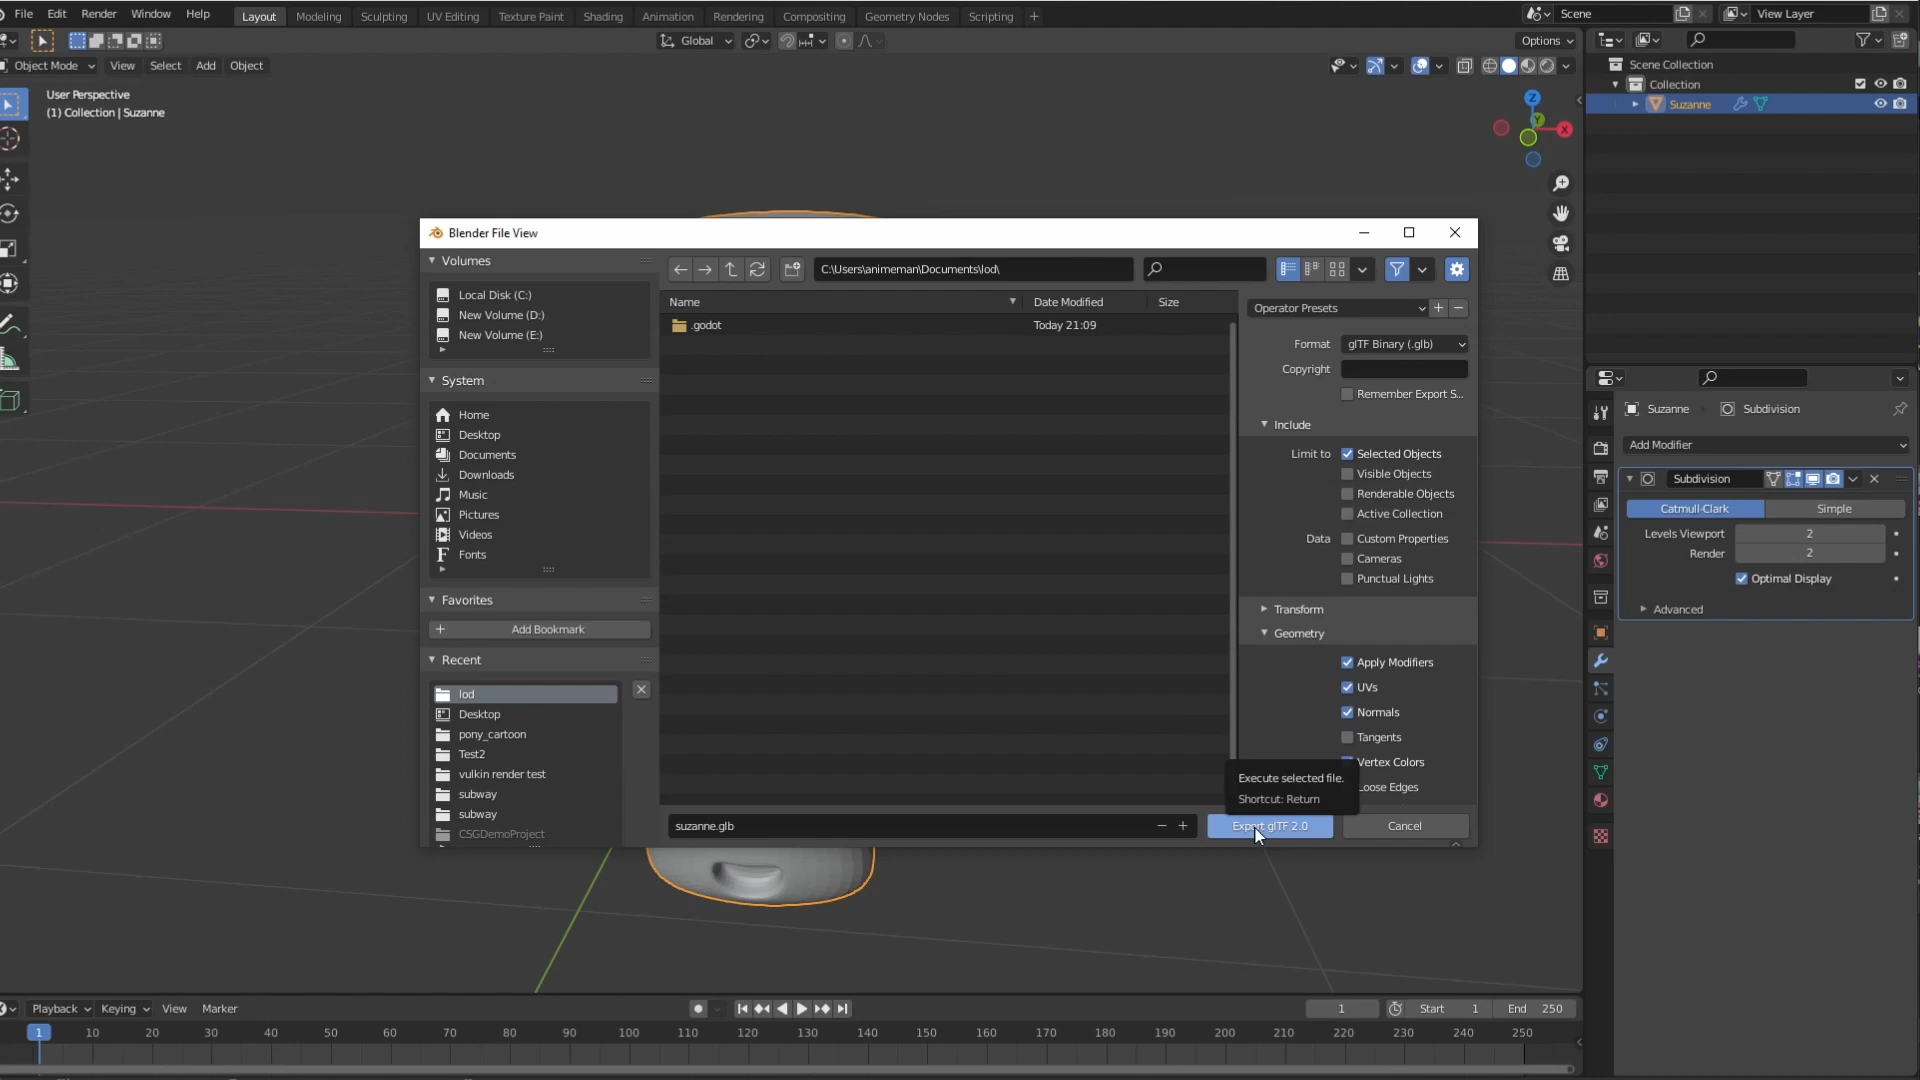 File Edit Render Window Help Layout Modeling Sculpting UV Editing Texture Paint Shading Animation Rendering Compositing Geometry Nodes Scripting + Scene View Layer
Global Options
Object Mode View Select Add Object
User Perspective
(1) Collection | Suzanne
Z
Y
X
Scene Collection
Collection
Suzanne
Blender File View
Volumes
Local Disk (C:)
New Volume (D:)
New Volume (E:)
System
Home
Desktop
Documents
Downloads
Music
Pictures
Videos
Fonts
Favorites
+ Add Bookmark
Recent
lod
Desktop
pony_cartoon
Test2
vulkin render test
subway
subway
CSGDemoProject
C:\Users\animeman\Documents\lod\
Name Date Modified Size
.godot Today 21:09
Operator Presets
Format glTF Binary (.glb)
Copyright
Remember Export S...
Include
Limit to Selected Objects
Visible Objects
Renderable Objects
Active Collection
Data Custom Properties
Cameras
Punctual Lights
Transform
Geometry
Apply Modifiers
UVs
Normals
Tangents
Vertex Colors
Loose Edges
Execute selected file.
Shortcut: Return
suzanne.glb
Export glTF 2.0 Cancel
Suzanne Subdivision
Add Modifier
Subdivision
Catmull-Clark Simple
Levels Viewport 2
Render 2
Optimal Display
Advanced
Playback Keying View Marker 1 Start 1 End 250
1 10 20 30 40 50 60 70 80 90 100 110 120 130 140 150 160 170 180 190 200 210 220 230 240 250